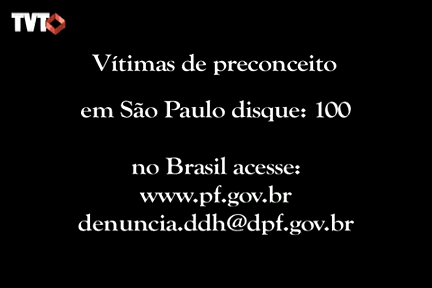 TVT
Vítimas de preconceito
em São Paulo disque: 100
no Brasil acesse:
www.pf.gov.br
denuncia.ddh@dpf.gov.br